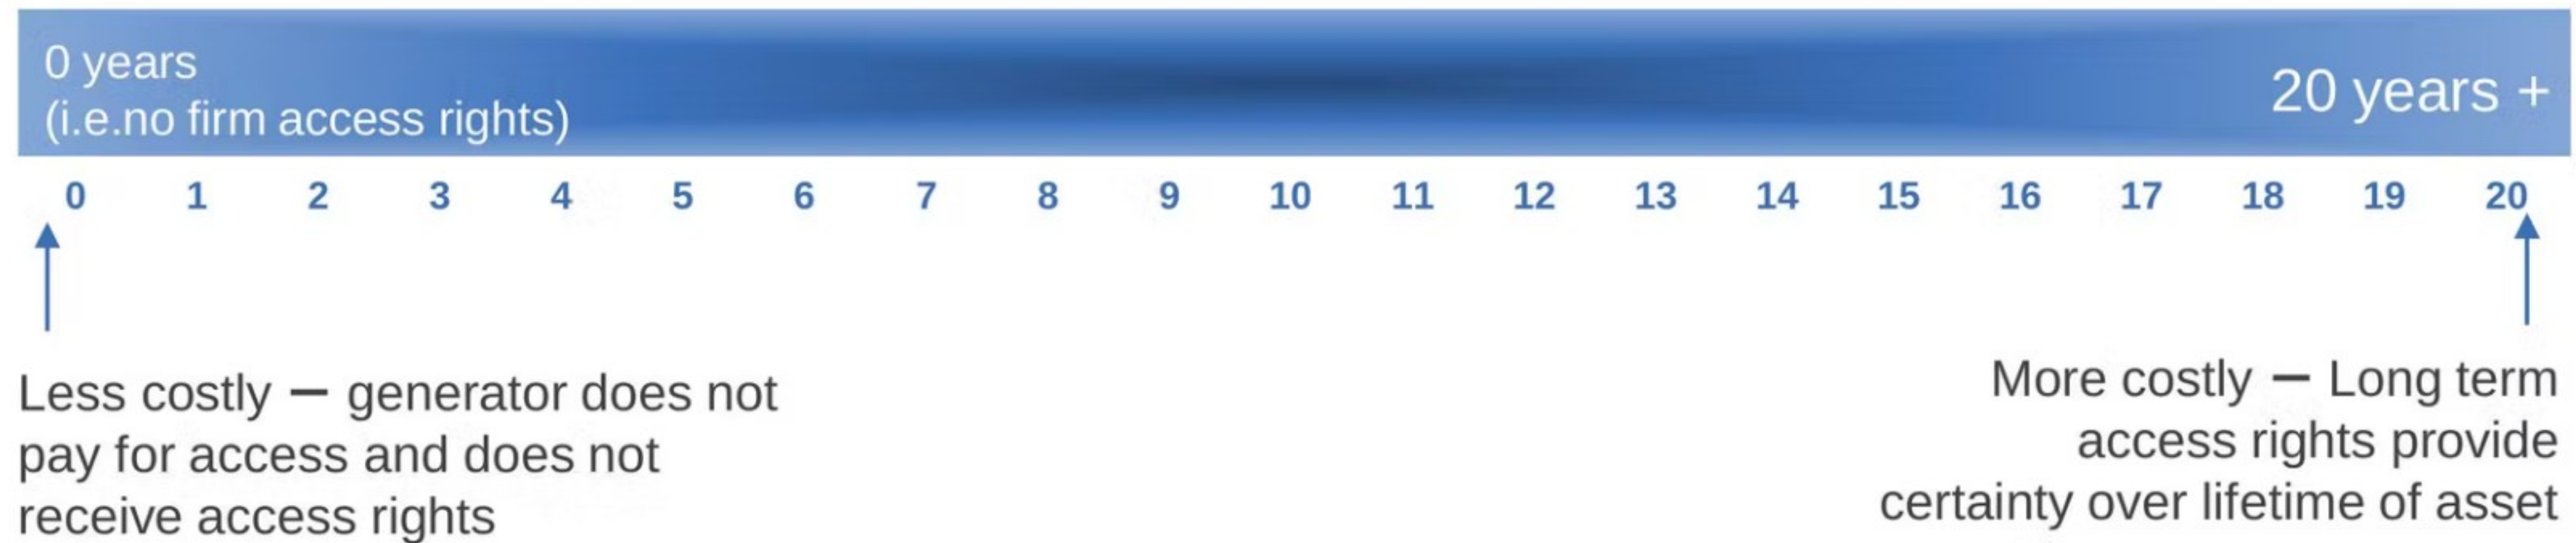 0 years
(i.e.no firm access rights)
20 years +
0 1 2 3 4 5 6 7 8 9 10 11 12 13 14 15 16 17 18 19 20
Less costly — generator does not
pay for access and does not
receive access rights
More costly — Long term
access rights provide
certainty over lifetime of asset